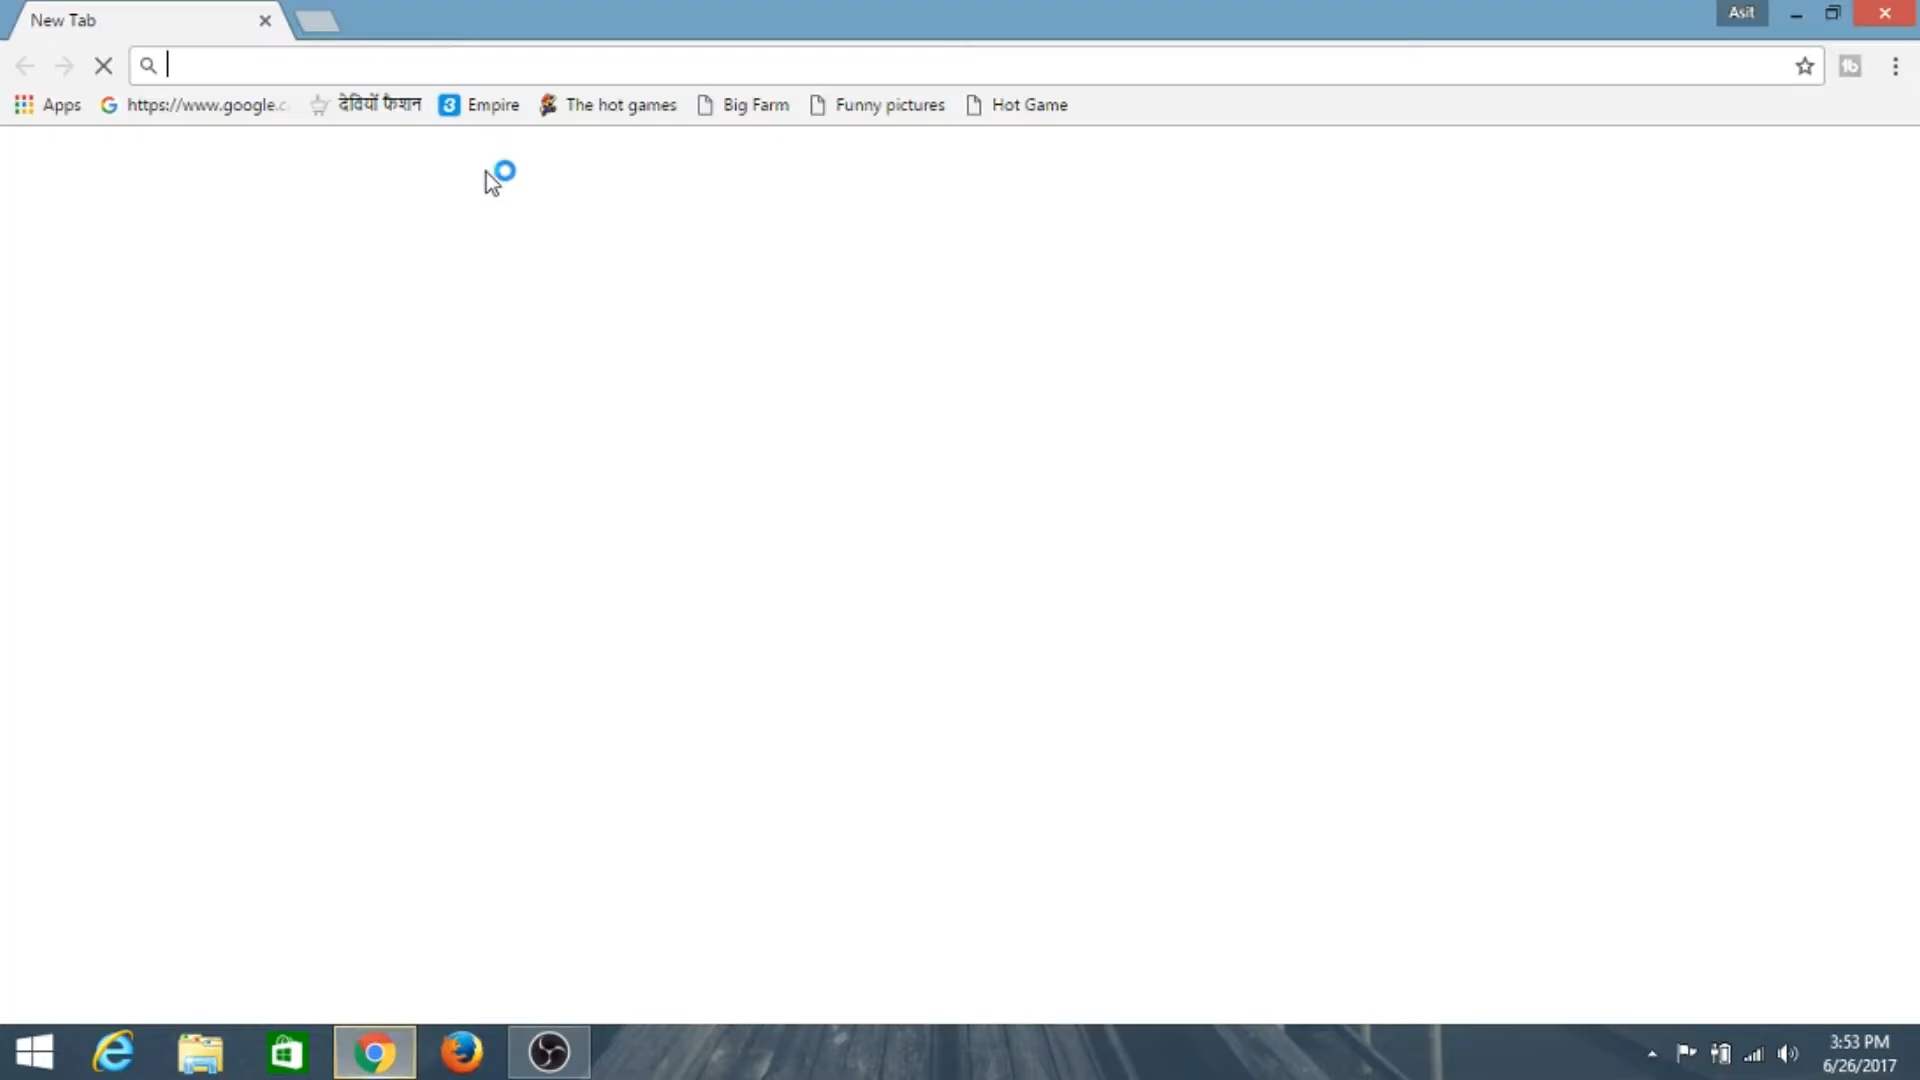 New Tab
Asit
Apps https://www.google.c देवियों फैशन 3 Empire The hot games Big Farm Funny pictures Hot Game
3:53 PM
6/26/2017